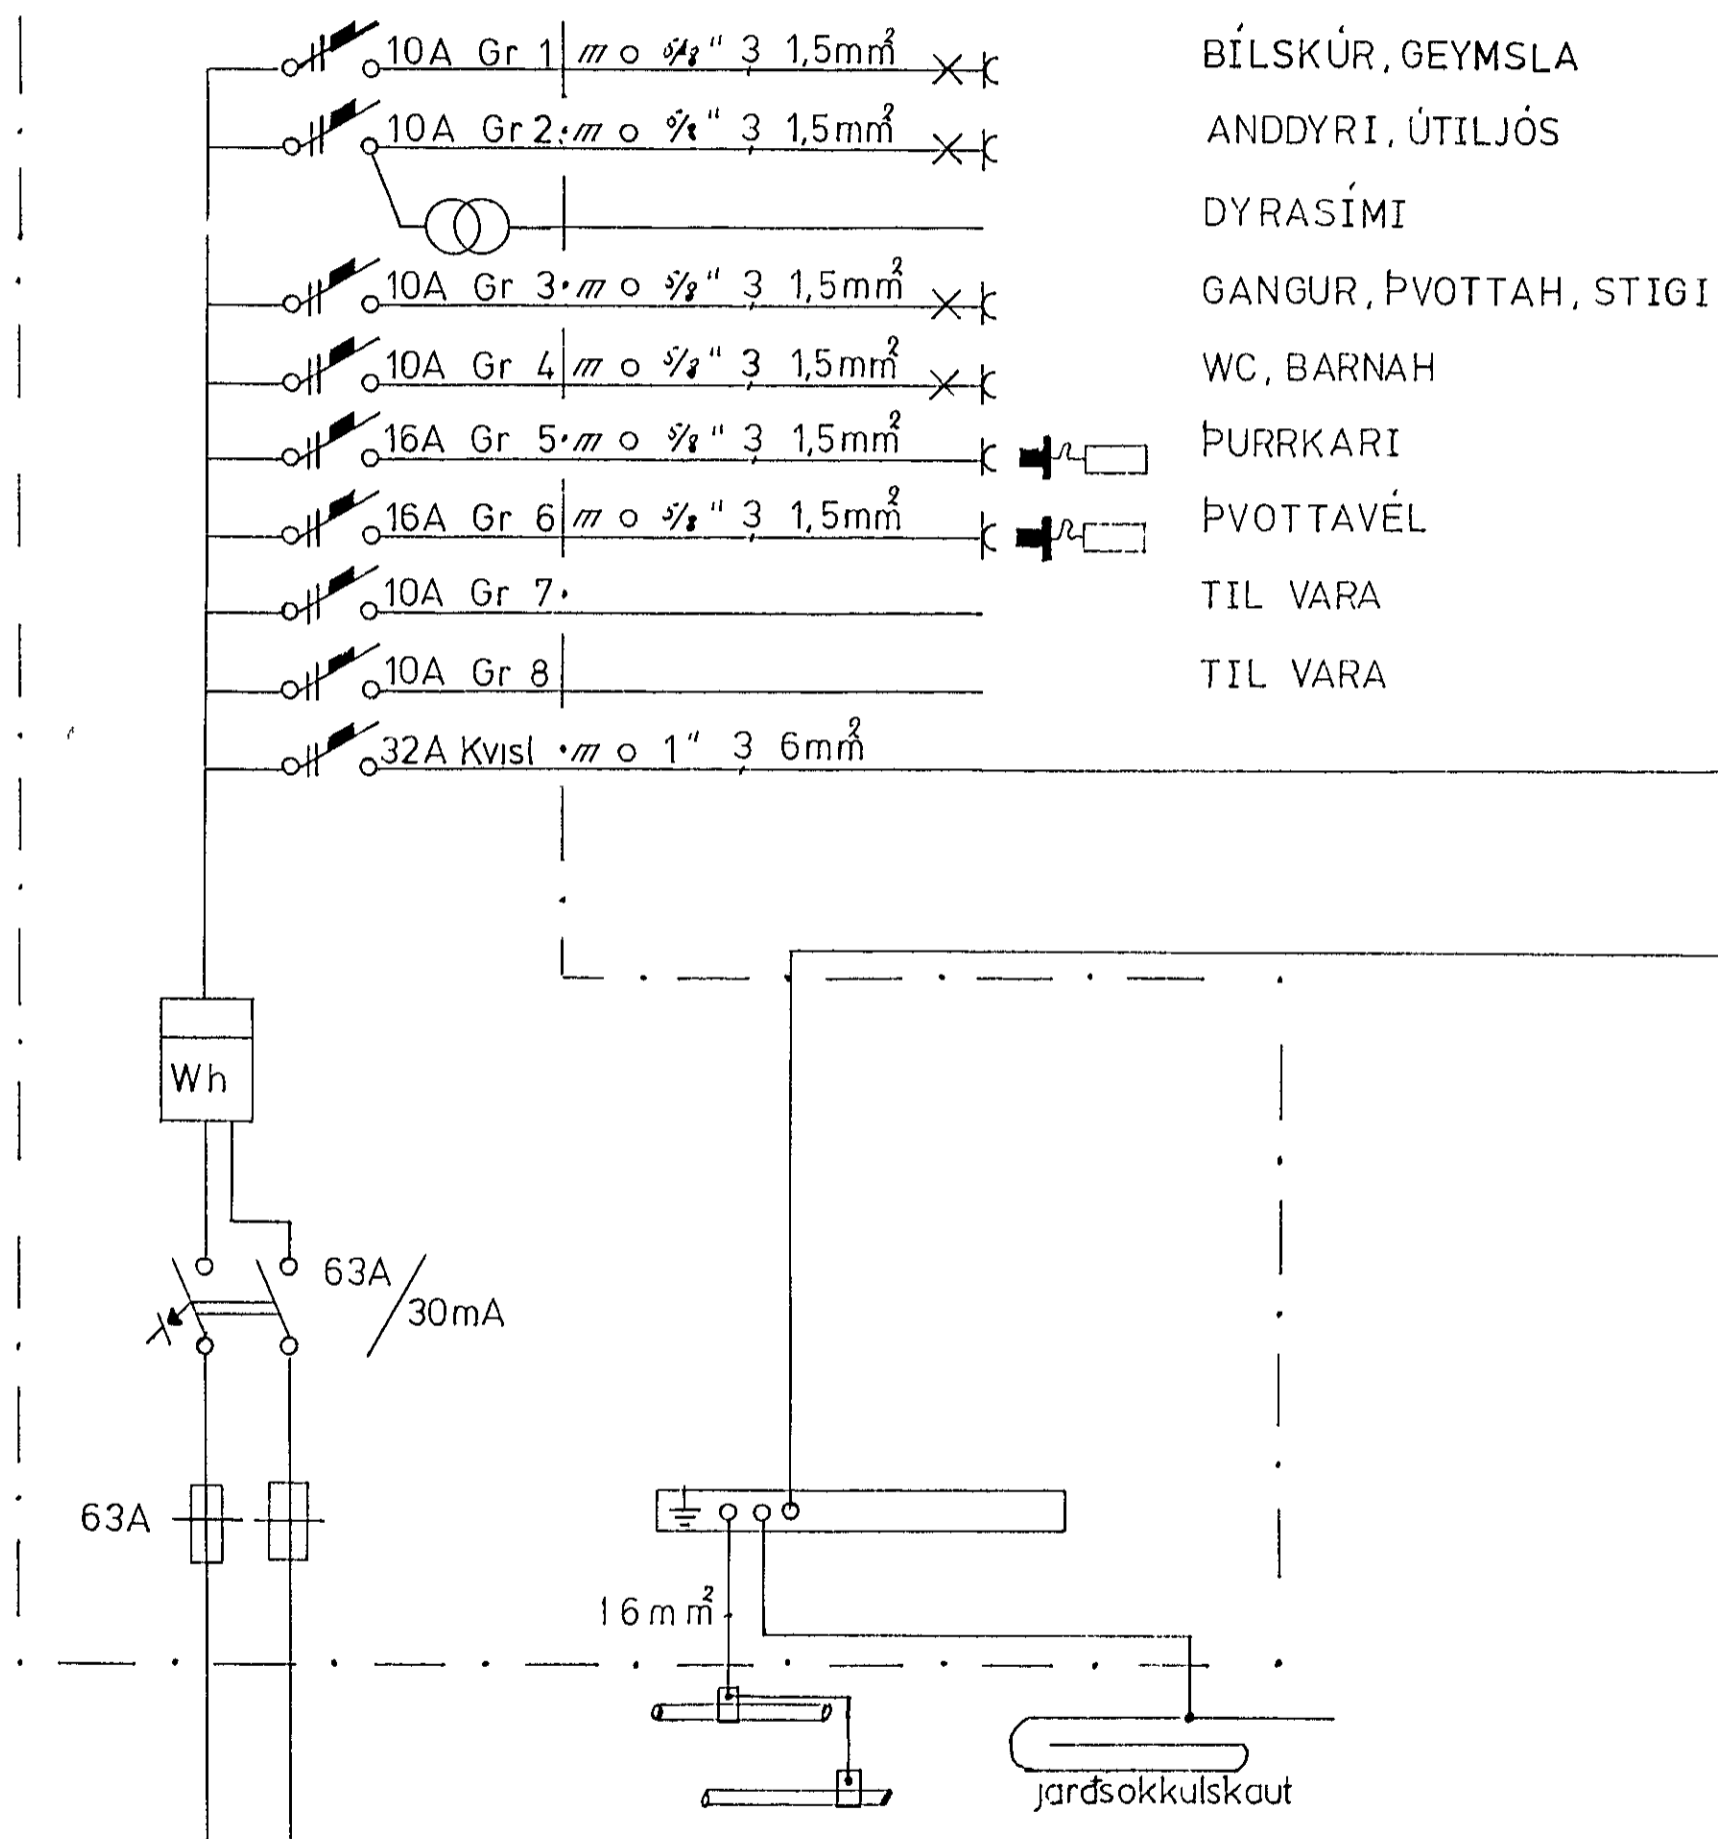 10A Gr 1 m o 5/8" 3 1,5mm² BÍLSKÚR, GEYMSLA
10A Gr 2 m o 5/8" 3 1,5mm² ANDDYRI, ÚTILJÓS
DYRASÍMI
10A Gr 3 m o 5/8" 3 1,5mm² GANGUR, ÞVOTTAH, STIGI
10A Gr 4 m o 5/8" 3 1,5mm² WC, BARNAH
16A Gr 5 m o 5/8" 3 1,5mm² ÞURRKARI
16A Gr 6 m o 5/8" 3 1,5mm² ÞVOTTAVÉL
10A Gr 7 TIL VARA
10A Gr 8 TIL VARA
32A Kvisl m o 1" 3 6mm²
Wh
63A/30mA
63A
16mm²
jarðsokkulskaut